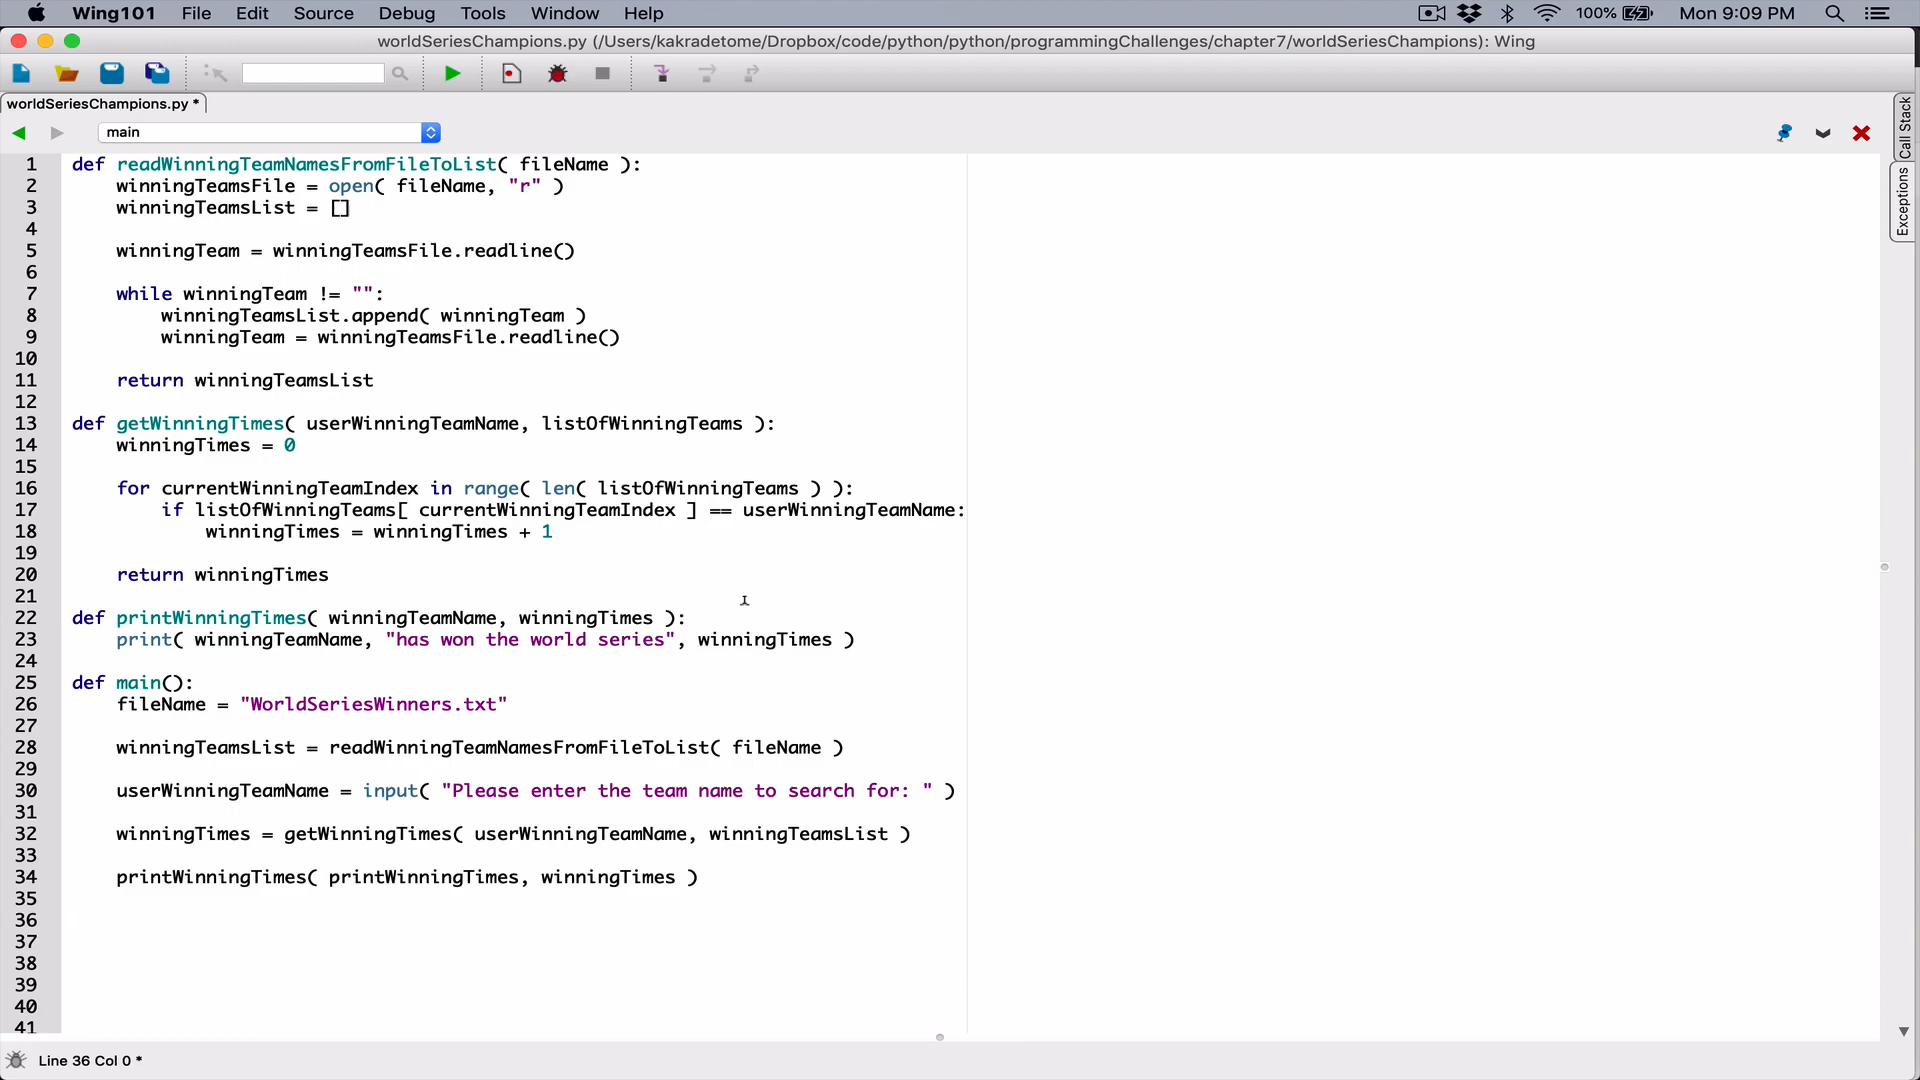 Wing101 File Edit Source Debug Tools Window Help 100% Mon 9:09 PM
worldSeriesChampions.py (/Users/kakradetome/Dropbox/code/python/python/programmingChallenges/chapter7/worldSeriesChampions): Wing
worldSeriesChampions.py *
main
Call Stack
Exceptions
1 def readWinningTeamNamesFromFileToList( fileName ):
2 winningTeamsFile = open( fileName, "r" )
3 winningTeamsList = []
4
5 winningTeam = winningTeamsFile.readline()
6
7 while winningTeam != "":
8 winningTeamsList.append( winningTeam )
9 winningTeam = winningTeamsFile.readline()
10
11 return winningTeamsList
12
13 def getWinningTimes( userWinningTeamName, listOfWinningTeams ):
14 winningTimes = 0
15
16 for currentWinningTeamIndex in range( len( listOfWinningTeams ) ):
17 if listOfWinningTeams[ currentWinningTeamIndex ] == userWinningTeamName:
18 winningTimes = winningTimes + 1
19
20 return winningTimes
21
22 def printWinningTimes( winningTeamName, winningTimes ):
23 print( winningTeamName, "has won the world series", winningTimes )
24
25 def main():
26 fileName = "WorldSeriesWinners.txt"
27
28 winningTeamsList = readWinningTeamNamesFromFileToList( fileName )
29
30 userWinningTeamName = input( "Please enter the team name to search for: " )
31
32 winningTimes = getWinningTimes( userWinningTeamName, winningTeamsList )
33
34 printWinningTimes( printWinningTimes, winningTimes )
35
36
37
38
39
40
41
Line 36 Col 0 *